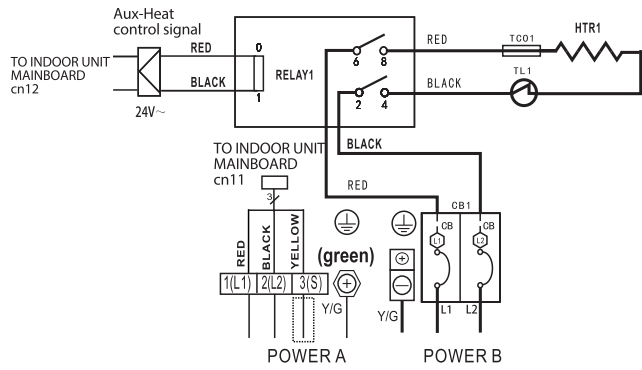 Aux-Heat
control signal
TO INDOOR UNIT
MAINBOARD
cn12
RED
BLACK
24V~
0
1
RELAY1
6 8
2 4
RED
TCO1
HTR1
BLACK
TL1
BLACK
RED
TO INDOOR UNIT
MAINBOARD
cn11
3
RED
BLACK
YELLOW
(green)
1(L1) 2(L2) 3(S)
Y/G
Y/G
CB1
CB CB
L1 L2
L1 L2
POWER A
POWER B